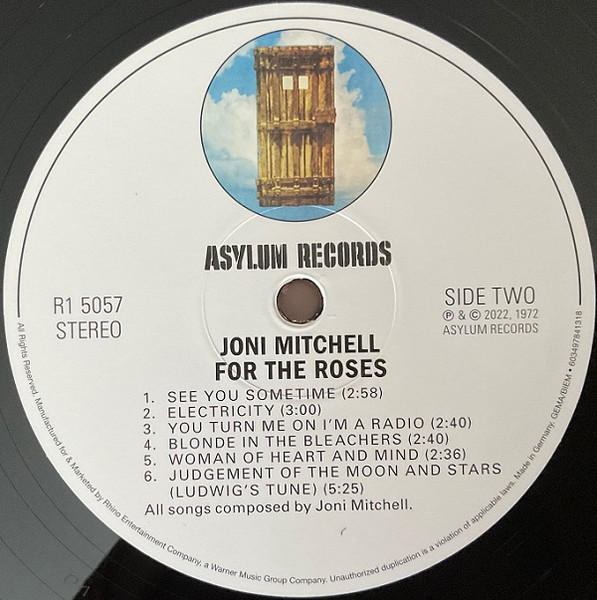 ASYLUM RECORDS
R1 5057
STEREO
SIDE TWO
℗ & © 2022, 1972
ASYLUM RECORDS
JONI MITCHELL
FOR THE ROSES
1. SEE YOU SOMETIME (2:58)
2. ELECTRICITY (3:00)
3. YOU TURN ME ON I'M A RADIO (2:40)
4. BLONDE IN THE BLEACHERS (2:40)
5. WOMAN OF HEART AND MIND (2:36)
6. JUDGEMENT OF THE MOON AND STARS
(LUDWIG'S TUNE) (5:25)
All songs composed by Joni Mitchell.
All Rights Reserved. Manufactured for & Marketed by Rhino Entertainment Company, a Warner Music Group Company. Unauthorized duplication is a violation of applicable laws. Made in Germany. GEMA/BIEM • 603497841318